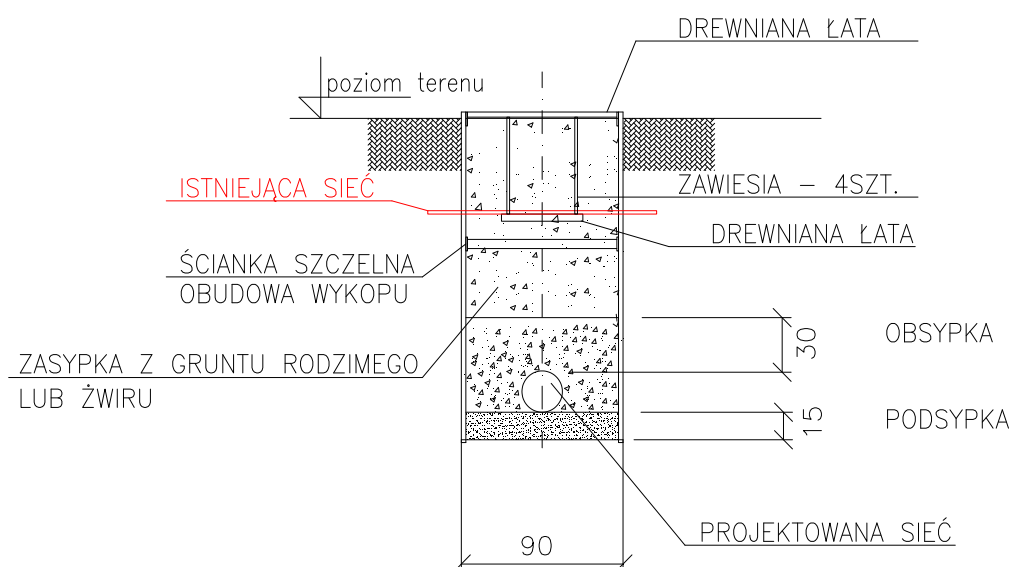 DREWNIANA ŁATA
poziom terenu
ISTNIEJĄCA SIEĆ
ZAWIESIA - 4SZT.
DREWNIANA ŁATA
ŚCIANKA SZCZELNA
OBUDOWA WYKOPU
30
OBSYPKA
ZASYPKA Z GRUNTU RODZIMEGO
LUB ŻWIRU
15
PODSYPKA
PROJEKTOWANA SIEĆ
90